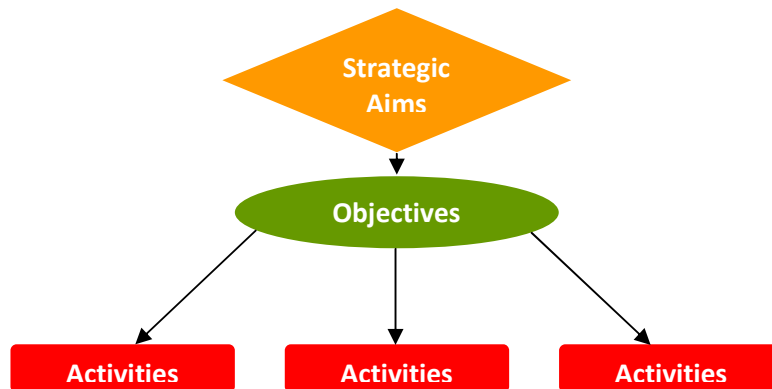 Strategic
Aims
Objectives
Activities
Activities
Activities